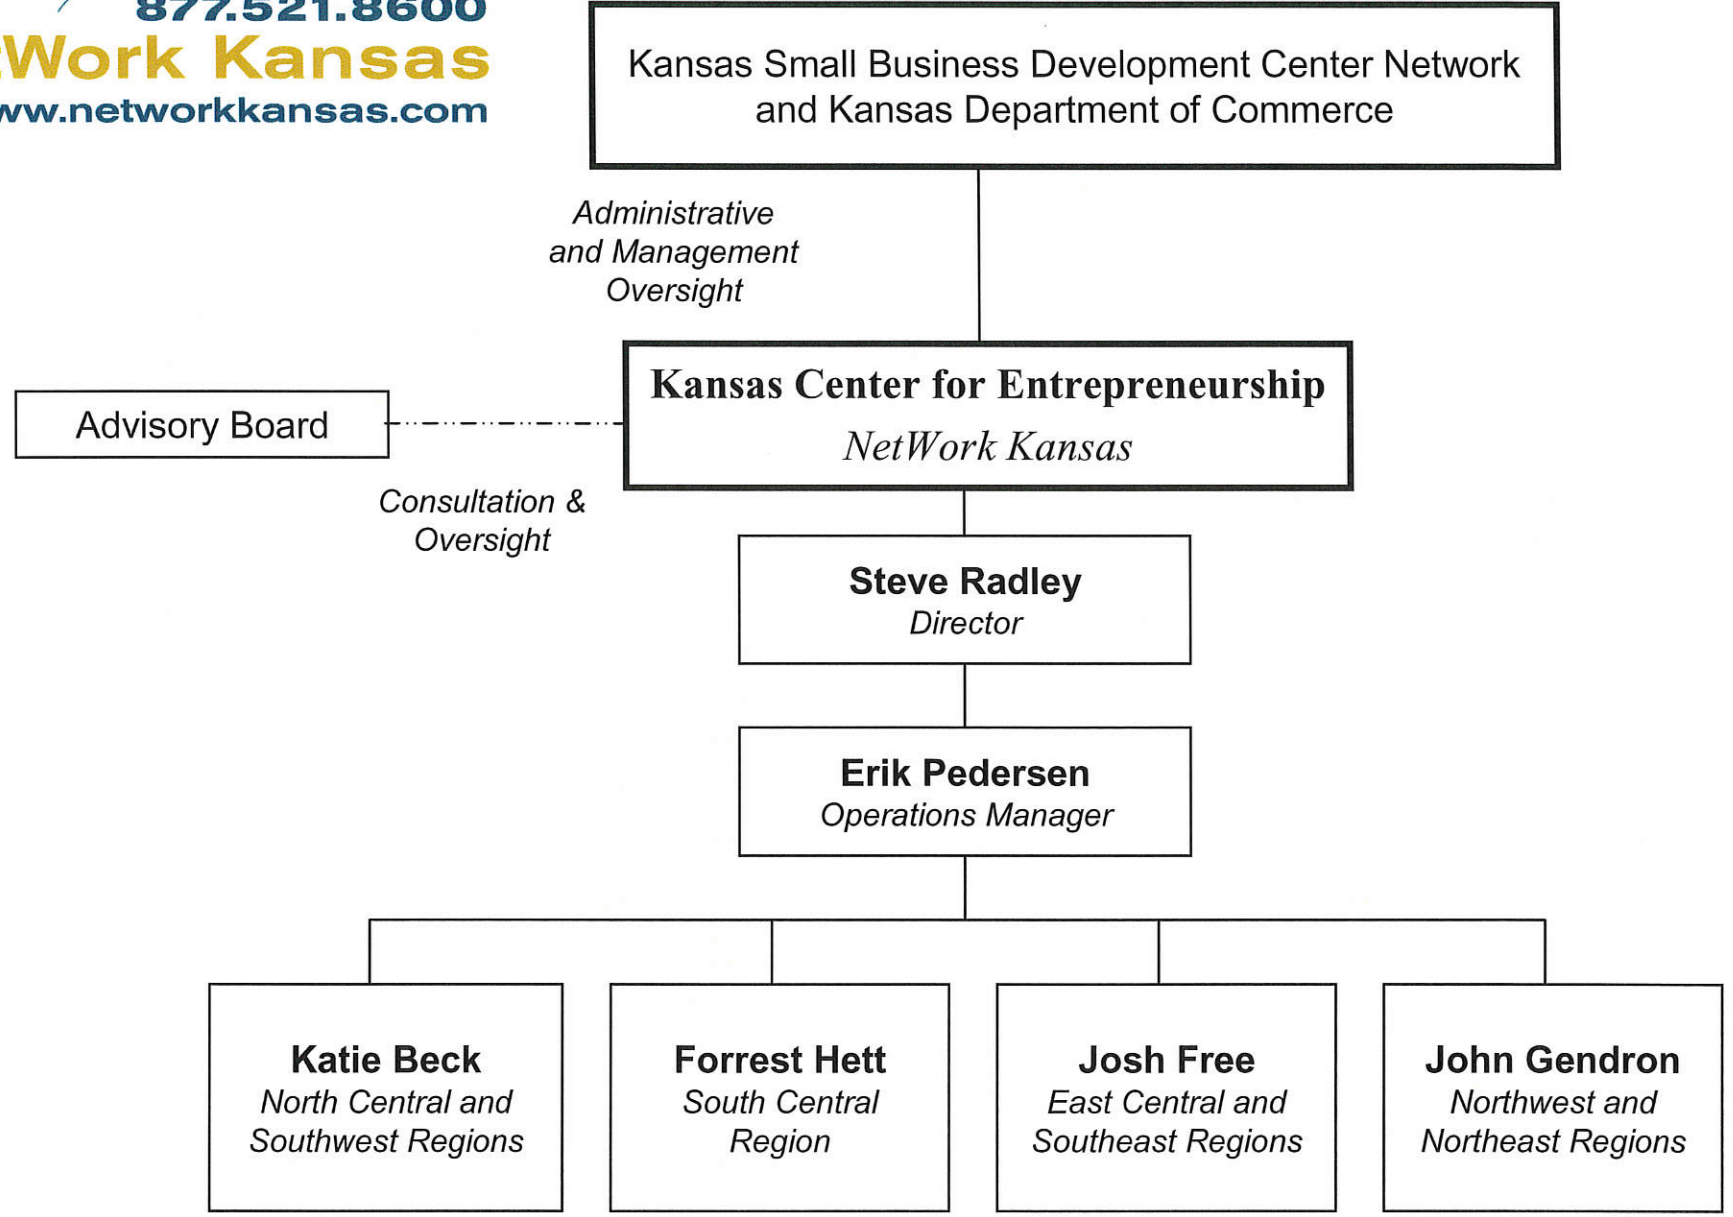 877.521.8600
Work Kansas
ww.networkkansas.com
Kansas Small Business Development Center Network
and Kansas Department of Commerce
Administrative
and Management
Oversight
Kansas Center for Entrepreneurship
NetWork Kansas
Advisory Board
Consultation &
Oversight
Steve Radley
Director
Erik Pedersen
Operations Manager
Katie Beck
North Central and
Southwest Regions
Forrest Hett
South Central
Region
Josh Free
East Central and
Southeast Regions
John Gendron
Northwest and
Northeast Regions